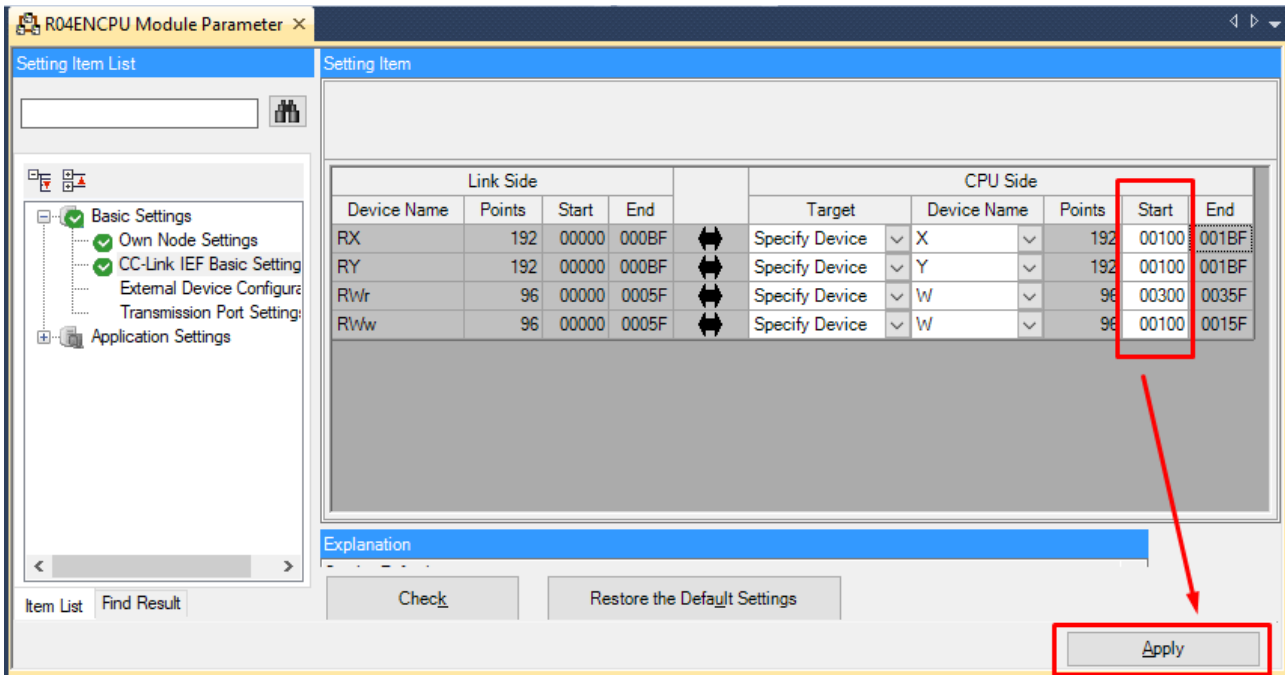 R04ENCPU Module Parameter
Setting Item List
Setting Item
Basic Settings
Own Node Settings
CC-Link IEF Basic Setting
External Device Configura
Transmission Port Setting
Application Settings
Link Side CPU Side
Device Name Points Start End Target Device Name Points Start End
RX 192 00000 000BF Specify Device X 192 00100 001BF
RY 192 00000 000BF Specify Device Y 192 00100 001BF
RWr 96 00000 0005F Specify Device W 96 00300 0035F
RWw 96 00000 0005F Specify Device W 96 00100 0015F
Explanation
Item List Find Result
Check Restore the Default Settings
Apply